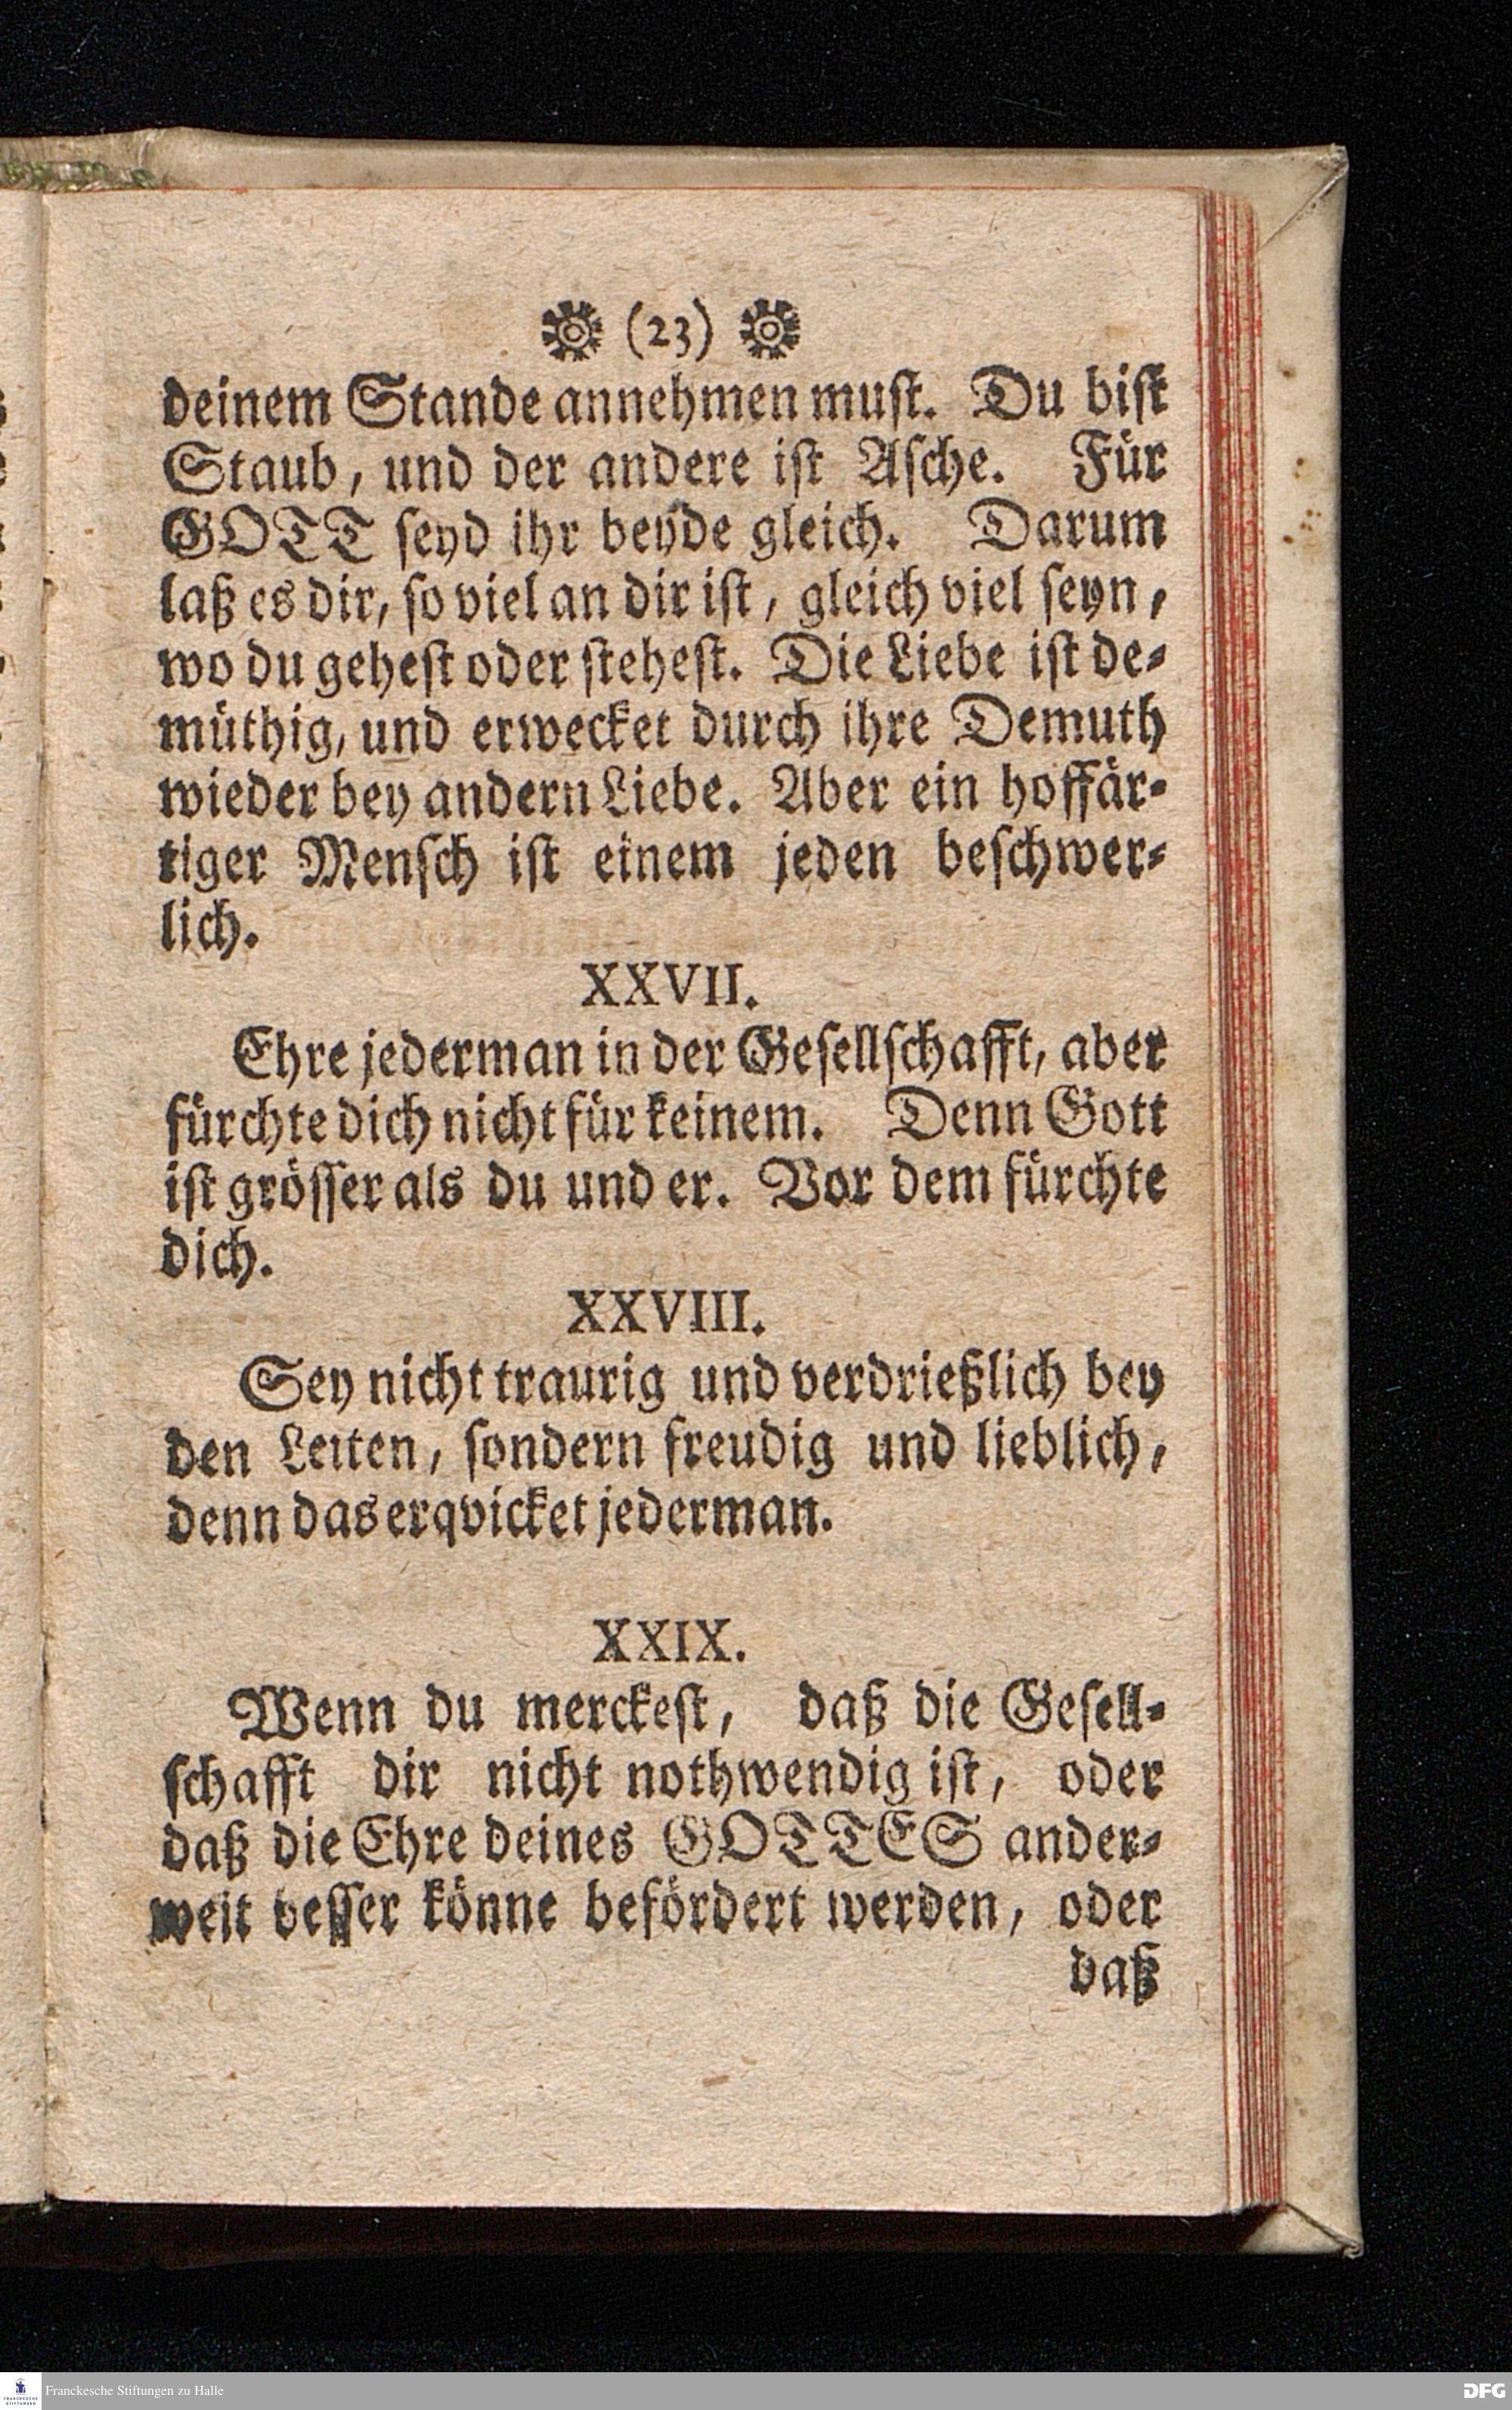 (23)
deinem Stande annehmen muſt. Du biſt
Staub, und der andere iſt Aſche. Für
GOTT ſeyd ihr beyde gleich. Darum
laß es dir, ſo viel an dir iſt, gleich viel ſeyn,
wo du geheſt oder ſteheſt. Die Liebe iſt de⸗
müthig, und erwecket durch ihre Demuth
wieder bey andern Liebe. Aber ein hoffär⸗
tiger Menſch iſt einem jeden beſchwer⸗
lich.
XXVII.
Ehre jederman in der Geſellſchafft, aber
fürchte dich nicht für keinem. Denn Gott
iſt gröſſer als du und er. Vor dem fürchte
dich.
XXVIII.
Sey nicht traurig und verdrießlich bey
den Leiten, ſondern freudig und lieblich,
denn das erqvicket jederman.
XXIX.
Wenn du merckeſt, daß die Geſell⸗
ſchafft dir nicht nothwendig iſt, oder
daß die Ehre deines GOTTES ander⸗
weit beſſer könne befördert werden, oder
daß
Franckesche Stiftungen zu Halle
DFG